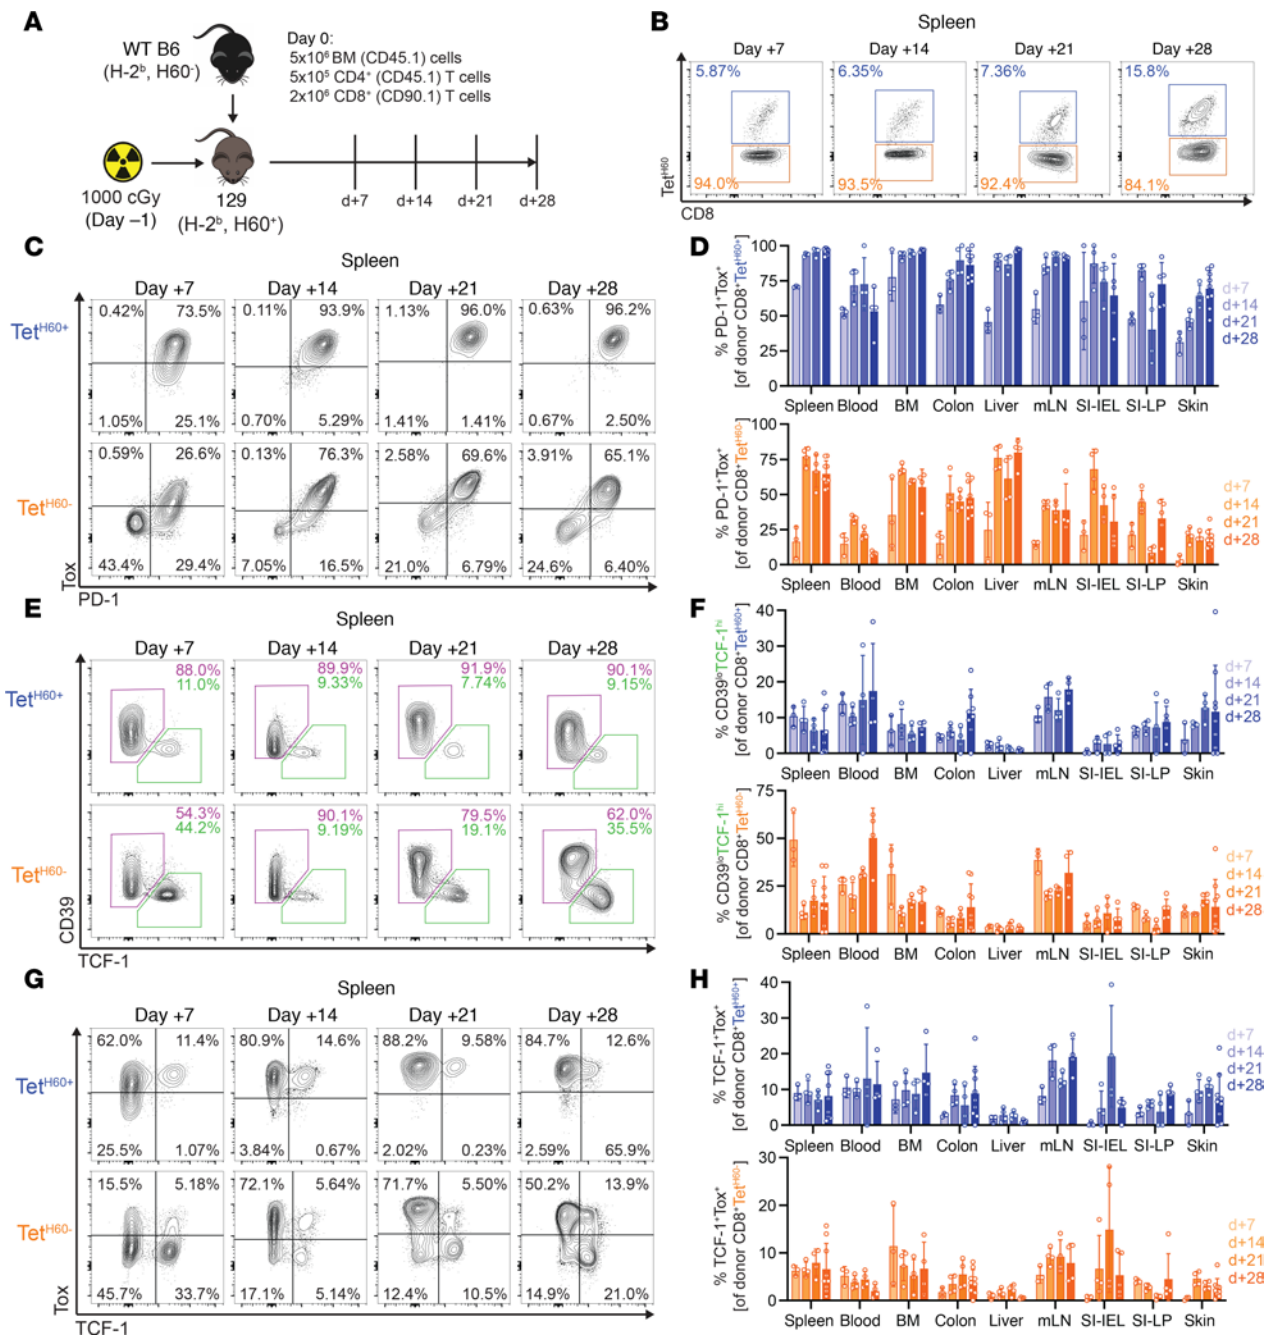 A
WT B6
(H-2ᵇ, H60⁻)
Day 0:
5x10⁶ BM (CD45.1) cells
5x10⁵ CD4⁺ (CD45.1) T cells
2x10⁶ CD8⁺ (CD90.1) T cells
1000 cGy
(Day –1)
129
(H-2ᵇ, H60⁺)
d+7 d+14 d+21 d+28
B
Spleen
Day +7 Day +14 Day +21 Day +28
5.87% 6.35% 7.36% 15.8%
94.0% 93.5% 92.4% 84.1%
Tetᴴ⁶⁰
CD8
C
Spleen
Day +7 Day +14 Day +21 Day +28
Tetᴴ⁶⁰⁺
0.42% 73.5% 0.11% 93.9% 1.13% 96.0% 0.63% 96.2%
1.05% 25.1% 0.70% 5.29% 1.41% 1.41% 0.67% 2.50%
Tetᴴ⁶⁰⁻
0.59% 26.6% 0.13% 76.3% 2.58% 69.6% 3.91% 65.1%
43.4% 29.4% 7.05% 16.5% 21.0% 6.79% 24.6% 6.40%
Tox
PD-1
D
% PD-1⁺Tox⁺
[of donor CD8⁺Tetᴴ⁶⁰⁺]
100
75
50
25
0
Spleen Blood BM Colon Liver mLN SI-IEL SI-LP Skin
d+7
d+14
d+21
d+28
% PD-1⁺Tox⁺
[of donor CD8⁺Tetᴴ⁶⁰⁻]
100
75
50
25
0
Spleen Blood BM Colon Liver mLN SI-IEL SI-LP Skin
d+7
d+14
d+21
d+28
E
Spleen
Day +7 Day +14 Day +21 Day +28
Tetᴴ⁶⁰⁺
88.0% 89.9% 91.9% 90.1%
11.0% 9.33% 7.74% 9.15%
Tetᴴ⁶⁰⁻
54.3% 90.1% 79.5% 62.0%
44.2% 9.19% 19.1% 35.5%
CD39
TCF-1
F
% CD39ˡᵒTCF-1ʰⁱ
[of donor CD8⁺Tetᴴ⁶⁰⁺]
40
30
20
10
0
Spleen Blood BM Colon Liver mLN SI-IEL SI-LP Skin
d+7
d+14
d+21
d+28
% CD39ˡᵒTCF-1ʰⁱ
[of donor CD8⁺Tetᴴ⁶⁰⁻]
75
50
25
0
Spleen Blood BM Colon Liver mLN SI-IEL SI-LP Skin
d+7
d+14
d+21
d+28
G
Spleen
Day +7 Day +14 Day +21 Day +28
Tetᴴ⁶⁰⁺
62.0% 11.4% 80.9% 14.6% 88.2% 9.58% 84.7% 12.6%
25.5% 1.07% 3.84% 0.67% 2.02% 0.23% 2.59% 65.9%
Tetᴴ⁶⁰⁻
15.5% 5.18% 72.1% 5.64% 71.7% 5.50% 50.2% 13.9%
45.7% 33.7% 17.1% 5.14% 12.4% 10.5% 14.9% 21.0%
Tox
TCF-1
H
% TCF-1⁺Tox⁺
[of donor CD8⁺Tetᴴ⁶⁰⁺]
40
30
20
10
0
Spleen Blood BM Colon Liver mLN SI-IEL SI-LP Skin
d+7
d+14
d+21
d+28
% TCF-1⁺Tox⁺
[of donor CD8⁺Tetᴴ⁶⁰⁻]
30
20
10
0
Spleen Blood BM Colon Liver mLN SI-IEL SI-LP Skin
d+7
d+14
d+21
d+28